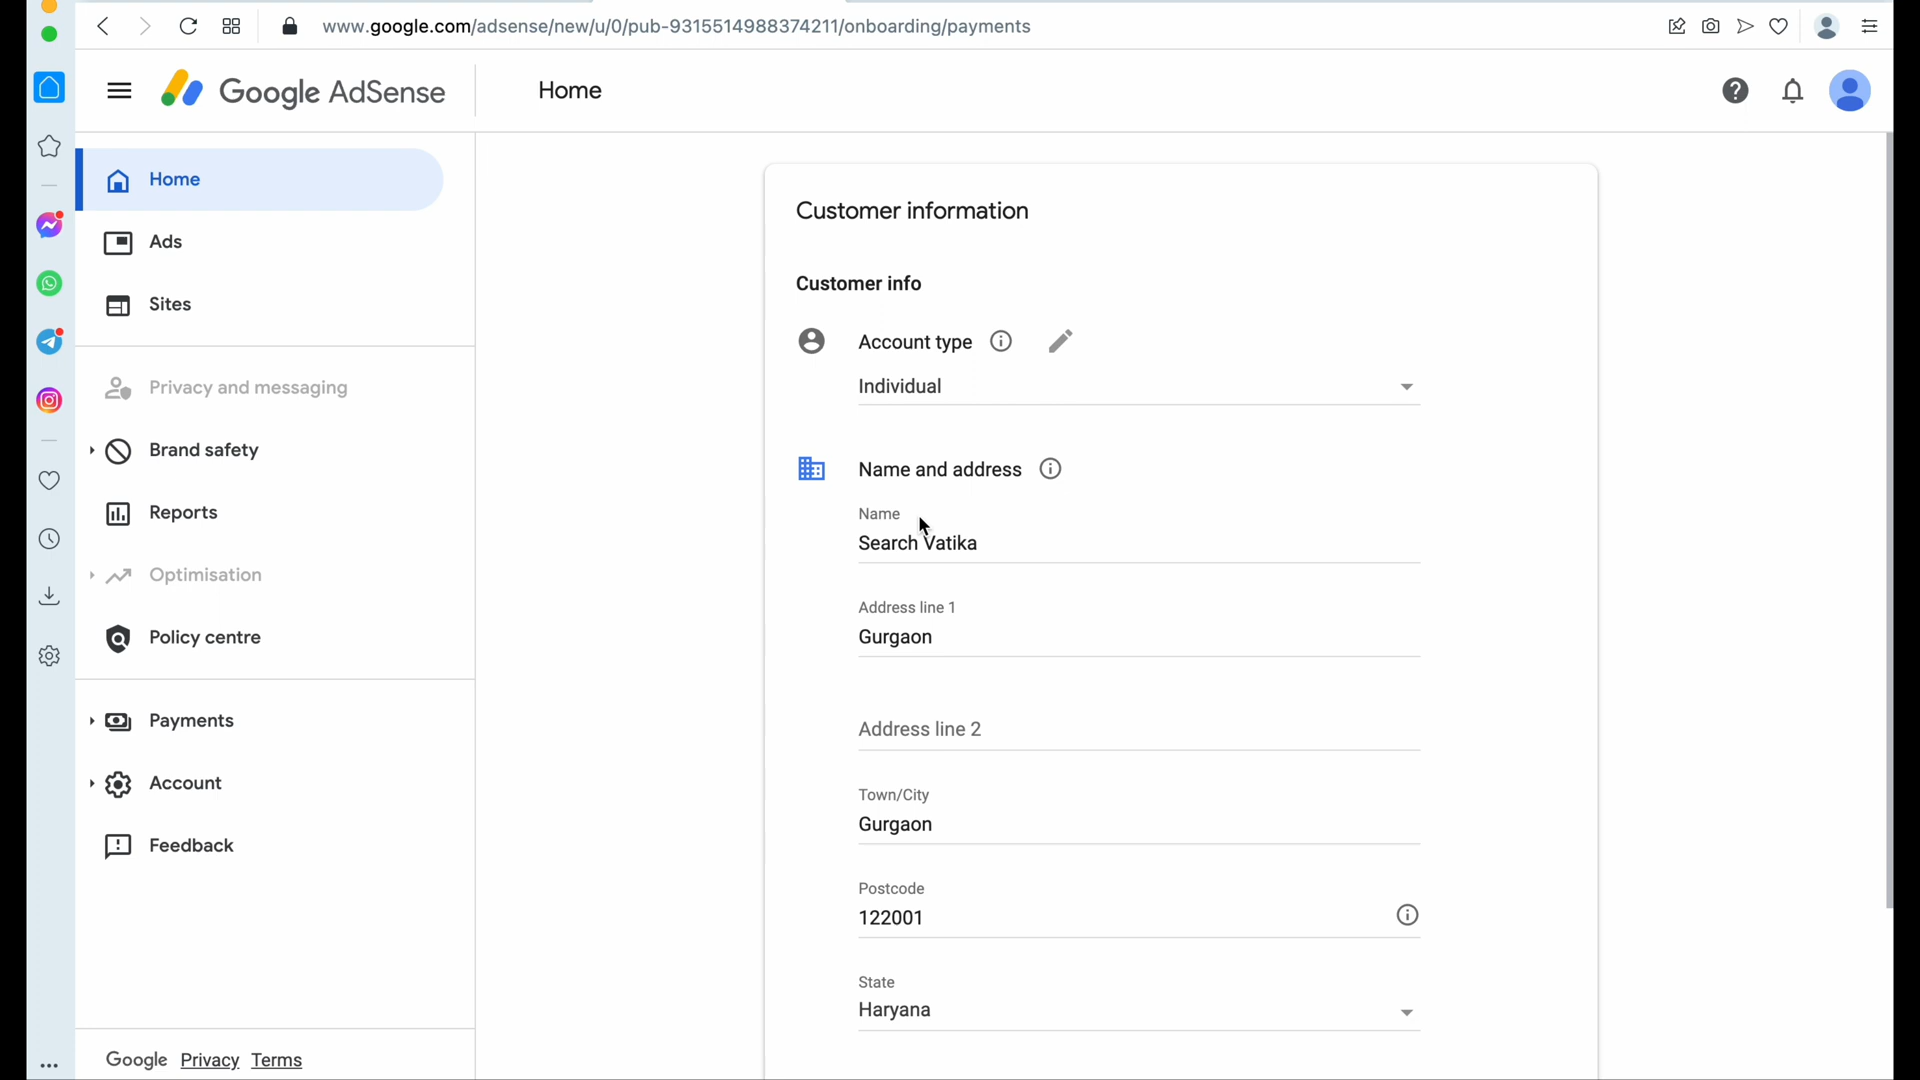 www.google.com/adsense/new/u/0/pub-9315514988374211/onboarding/payments
Google AdSense
Home
Home
Ads
Sites
Privacy and messaging
Brand safety
Reports
Optimisation
Policy centre
Payments
Account
Feedback
Google Privacy Terms
Customer information
Customer info
Account type
Individual
Name and address
Name
Search Vatika
Address line 1
Gurgaon
Address line 2
Town/City
Gurgaon
Postcode
122001
State
Haryana